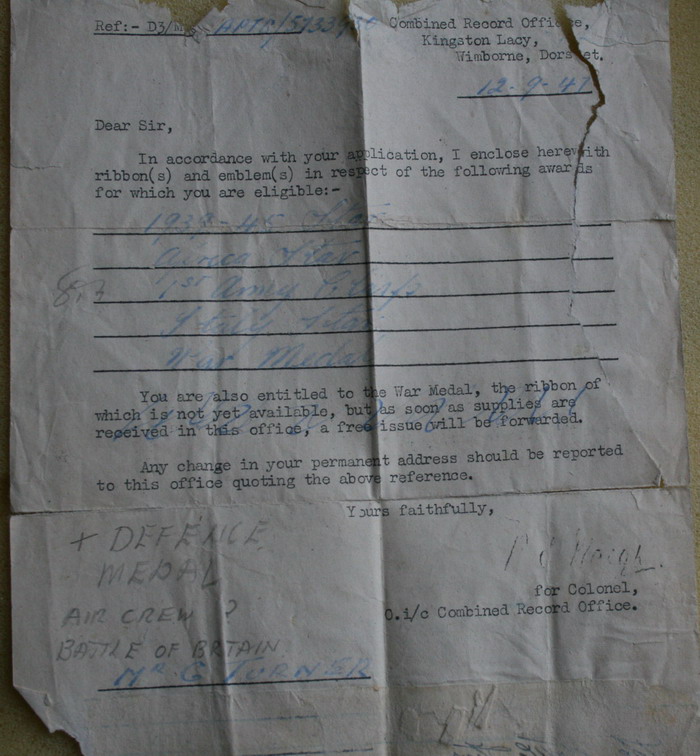 Ref:- D3/
Combined Record Office,
Kingston Lacy,
Wimborne, Dorset.
12-9-47
Dear Sir,
In accordance with your application, I enclose herewith
ribbon(s) and emblem(s) in respect of the following awards
for which you are eligible:-
1939-45 Star
Africa Star
1st Army Clasp
Italy Star
War Medal
You are also entitled to the War Medal, the ribbon of
which is not yet available, but as soon as supplies are
received in this office, a free issue will be forwarded.
Any change in your permanent address should be reported
to this office quoting the above reference.
Yours faithfully,
for Colonel,
O.i/c Combined Record Office.
+ DEFENCE
MEDAL
AIR CREW ?
BATTLE OF BRTAIN
MR G TURNER